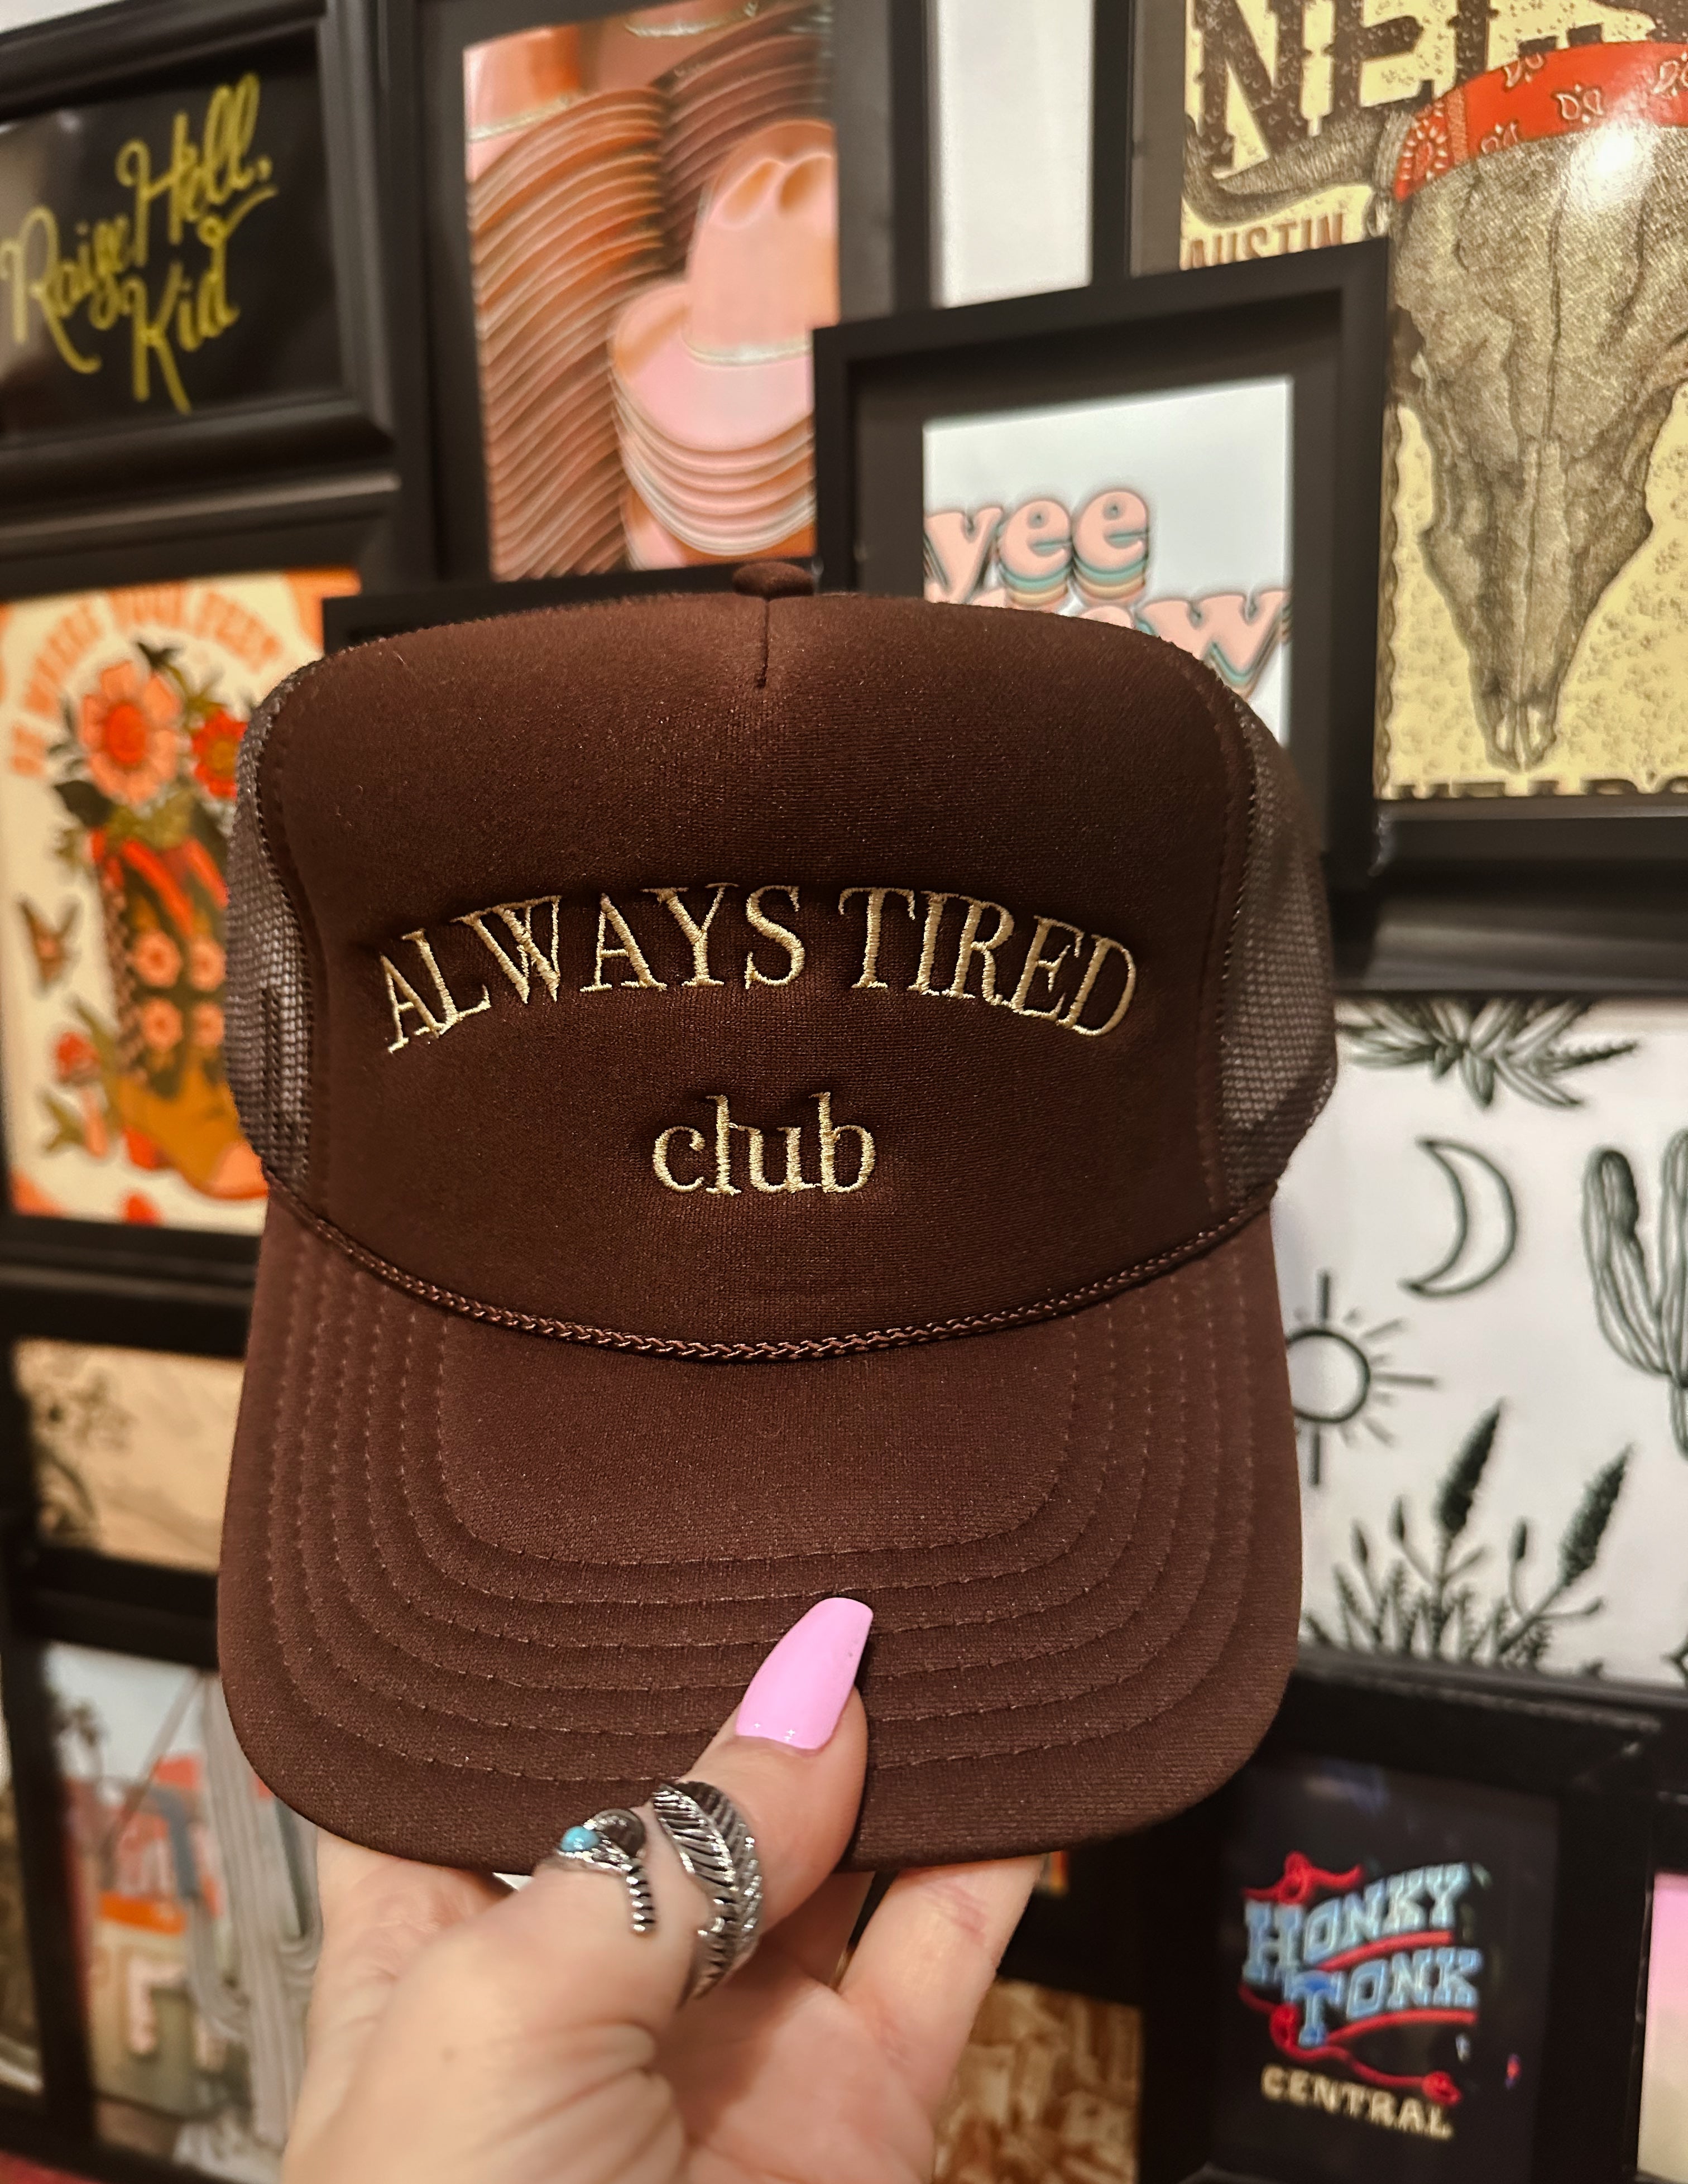 Raise Hell,
Kid
AUSTIN
yee
ALWAYS TIRED
club
HONKY
TONK
CENTRAL